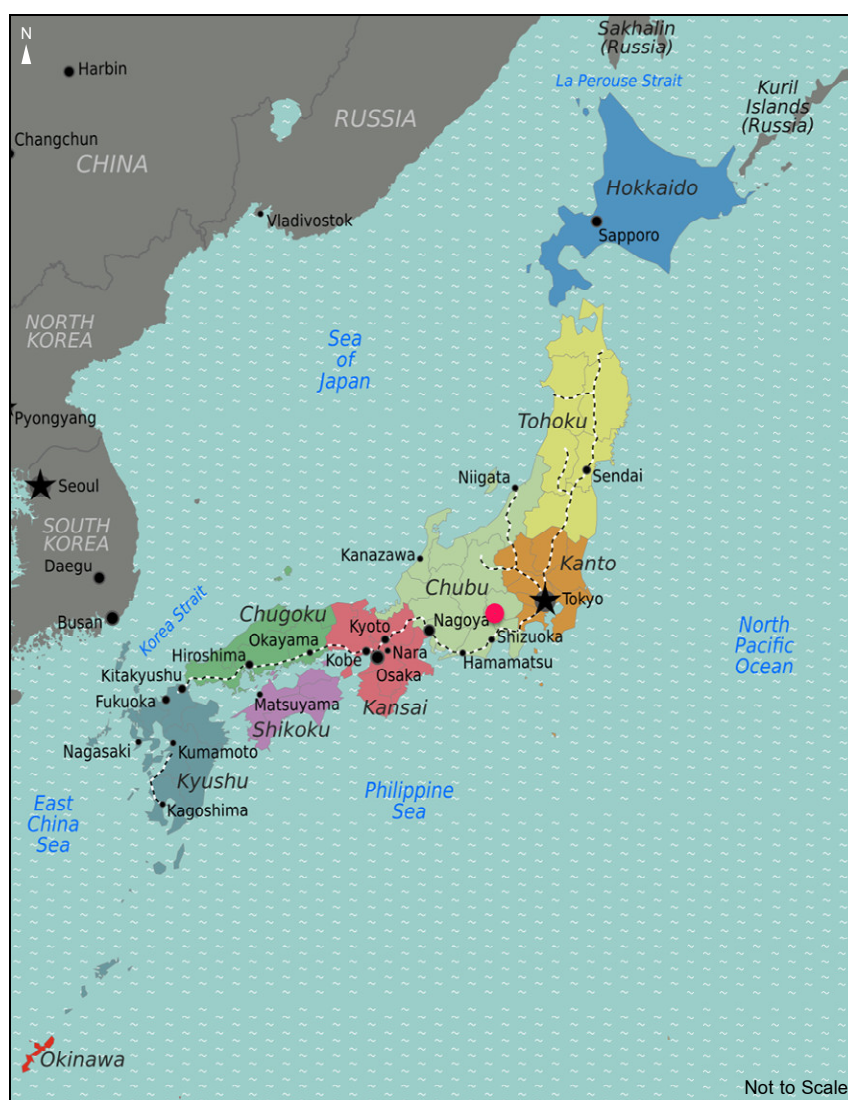 N
Sakhalin
(Russia)
Harbin
La Perouse Strait
Kuril
Islands
(Russia)
RUSSIA
Changchun
CHINA
Hokkaido
Vladivostok
Sapporo
NORTH
KOREA
Sea
of
Japan
Pyongyang
Tohoku
Niigata
Sendai
Seoul
SOUTH
KOREA
Kanazawa
Kanto
Daegu
Chubu
Tokyo
Busan
Korea Strait
Chugoku
Kyoto
Nagoya
Okayama
Shizuoka
North
Pacific
Ocean
Hiroshima
Kobe
Nara
Hamamatsu
Kitakyushu
Osaka
Fukuoka
Matsuyama
Kansai
Shikoku
Nagasaki
Kumamoto
Kyushu
Kagoshima
Philippine
Sea
East
China
Sea
Okinawa
Not to Scale